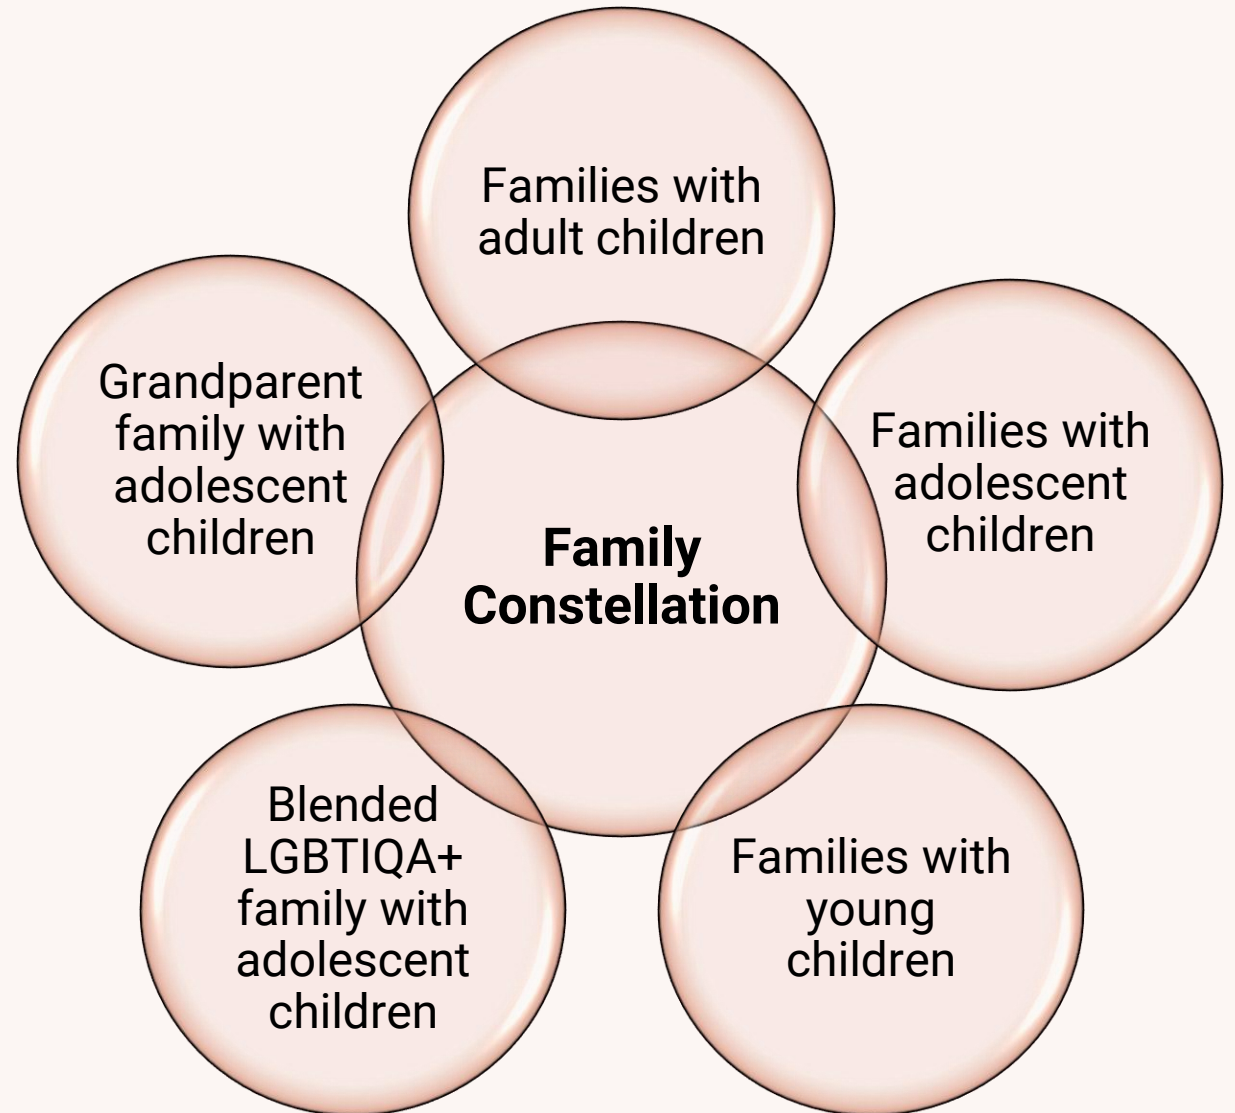 Families with
adult children
Grandparent
family with
adolescent
children
Families with
adolescent
children
Family
Constellation
Blended
LGBTIQA+
family with
adolescent
children
Families with
young
children